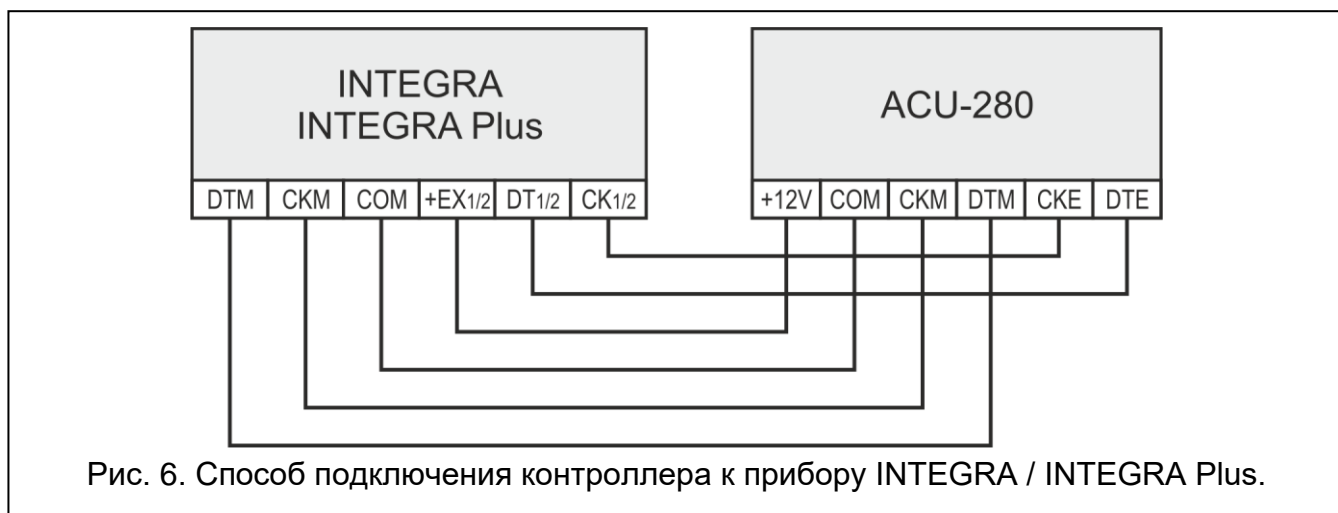 INTEGRA
INTEGRA Plus
ACU-280
DTM CKM COM +EX1/2 DT1/2 CK1/2
+12V COM CKM DTM CKE DTE
Рис. 6. Способ подключения контроллера к прибору INTEGRA / INTEGRA Plus.